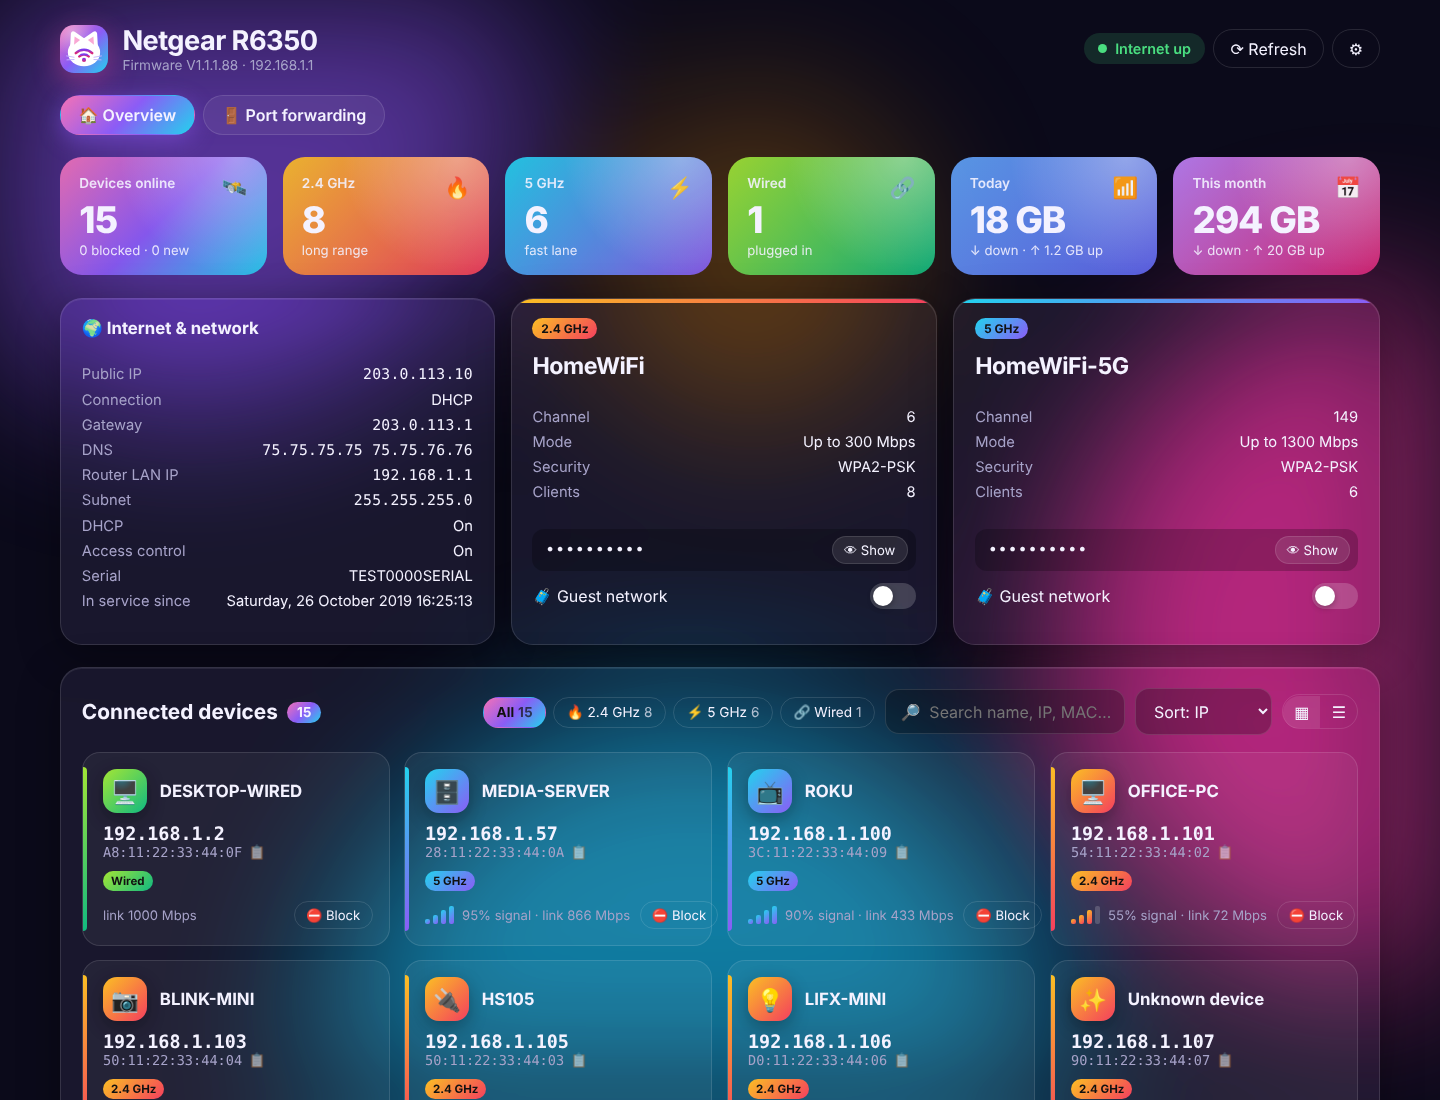 Netgear R6350
Firmware V1.1.1.88 · 192.168.1.1
Internet up
⟳ Refresh
Overview
Port forwarding
Devices online
15
0 blocked · 0 new
2.4 GHz
8
long range
5 GHz
6
fast lane
Wired
1
plugged in
Today
18 GB
↓ down · ↑ 1.2 GB up
This month
294 GB
↓ down · ↑ 20 GB up
Internet & network
Public IP 203.0.113.10
Connection DHCP
Gateway 203.0.113.1
DNS 75.75.75.75 75.75.76.76
Router LAN IP 192.168.1.1
Subnet 255.255.255.0
DHCP On
Access control On
Serial TEST0000SERIAL
In service since Saturday, 26 October 2019 16:25:13
2.4 GHz
HomeWiFi
Channel 6
Mode Up to 300 Mbps
Security WPA2-PSK
Clients 8
•••••••••• Show
Guest network
5 GHz
HomeWiFi-5G
Channel 149
Mode Up to 1300 Mbps
Security WPA2-PSK
Clients 6
•••••••••• Show
Guest network
Connected devices 15
All 15
2.4 GHz 8
5 GHz 6
Wired 1
Search name, IP, MAC...
Sort: IP
DESKTOP-WIRED
192.168.1.2
A8:11:22:33:44:0F
Wired
link 1000 Mbps
Block
MEDIA-SERVER
192.168.1.57
28:11:22:33:44:0A
5 GHz
95% signal · link 866 Mbps
Block
ROKU
192.168.1.100
3C:11:22:33:44:09
5 GHz
90% signal · link 433 Mbps
Block
OFFICE-PC
192.168.1.101
54:11:22:33:44:02
2.4 GHz
55% signal · link 72 Mbps
Block
BLINK-MINI
192.168.1.103
50:11:22:33:44:04
2.4 GHz
HS105
192.168.1.105
50:11:22:33:44:03
2.4 GHz
LIFX-MINI
192.168.1.106
D0:11:22:33:44:06
2.4 GHz
Unknown device
192.168.1.107
90:11:22:33:44:07
2.4 GHz